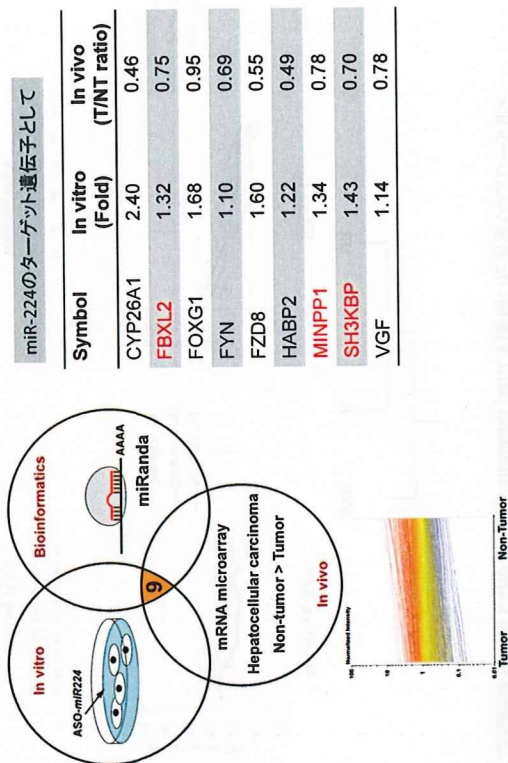 In vitro
ASO-miR224
Bioinformatics
AAAA
miRanda
9
mRNA microarray
Hepatocellular carcinoma
Non-tumor > Tumor
In vivo
Normalized Intensity
100
10
1
0.1
0.01
Tumor
Non-Tumor
miR-224のターゲット遺伝子として
Symbol In vitro (Fold) In vivo (T/NT ratio)
CYP26A1 2.40 0.46
FBXL2 1.32 0.75
FOXG1 1.68 0.95
FYN 1.10 0.69
FZD8 1.60 0.55
HABP2 1.22 0.49
MINPP1 1.34 0.78
SH3KBP 1.43 0.70
VGF 1.14 0.78